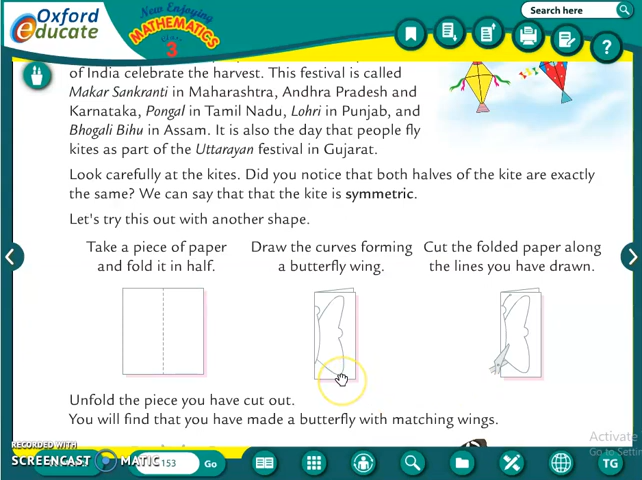 Oxford
educate
New Enjoying
MATHEMATICS
3
Search here
?
of India celebrate the harvest. This festival is called
Makar Sankranti in Maharashtra, Andhra Pradesh and
Karnataka, Pongal in Tamil Nadu, Lohri in Punjab, and
Bhogali Bihu in Assam. It is also the day that people fly
kites as part of the Uttarayan festival in Gujarat.
Look carefully at the kites. Did you notice that both halves of the kite are exactly
the same? We can say that that the kite is symmetric.
Let's try this out with another shape.
Take a piece of paper
and fold it in half.
Draw the curves forming
a butterfly wing.
Cut the folded paper along
the lines you have drawn.
Unfold the piece you have cut out.
You will find that you have made a butterfly with matching wings.
Activate
Go to Setti
RECORDED WITH
SCREENCAST MATIC
153
Go
TG